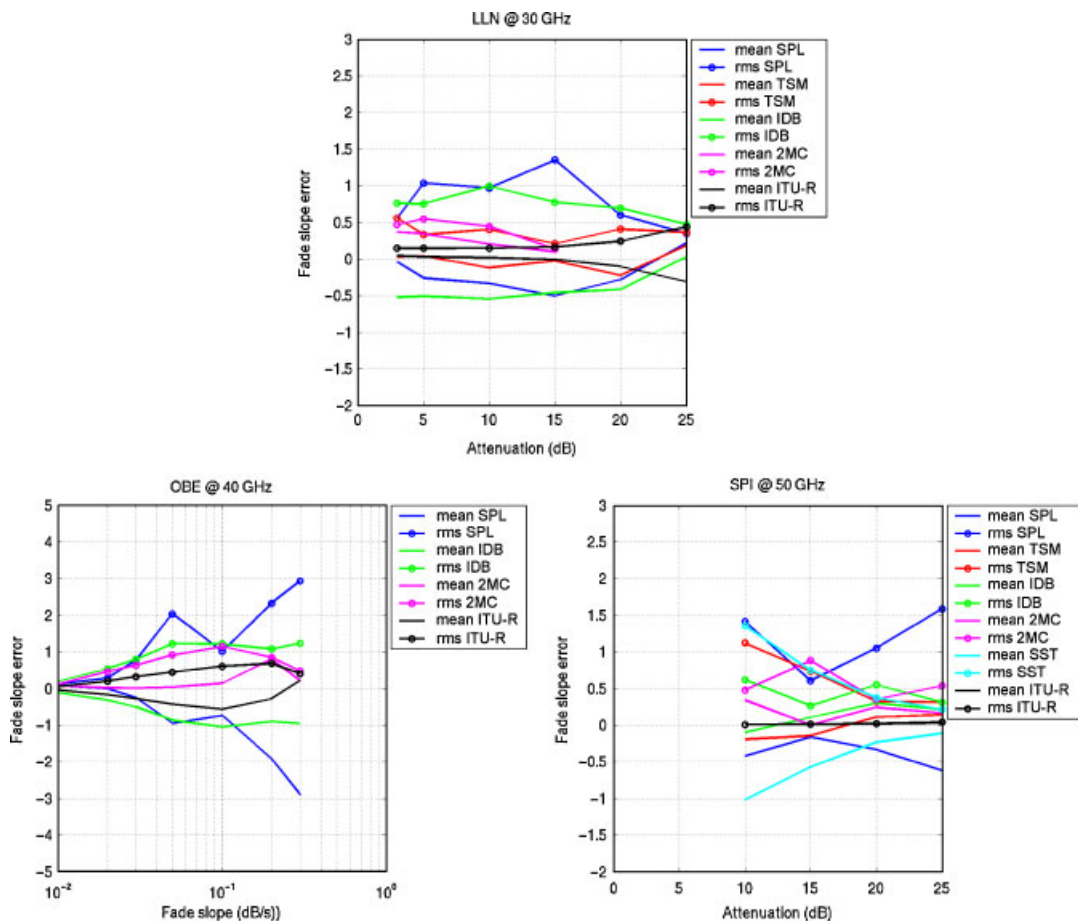 LLN @ 30 GHz
3
2.5
2
1.5
1
0.5
0
−0.5
−1
−1.5
−2
Fade slope error
0
5
10
15
20
25
Attenuation (dB)
mean SPL
rms SPL
mean TSM
rms TSM
mean IDB
rms IDB
mean 2MC
rms 2MC
mean ITU-R
rms ITU-R
OBE @ 40 GHz
5
4
3
2
1
0
−1
−2
−3
−4
−5
Fade slope error
10⁻²
10⁻¹
10⁰
Fade slope (dB/s))
mean SPL
rms SPL
mean IDB
rms IDB
mean 2MC
rms 2MC
mean ITU-R
rms ITU-R
SPI @ 50 GHz
3
2.5
2
1.5
1
0.5
0
−0.5
−1
−1.5
−2
Fade slope error
0
5
10
15
20
25
Attenuation (dB)
mean SPL
rms SPL
mean TSM
rms TSM
mean IDB
rms IDB
mean 2MC
rms 2MC
mean SST
rms SST
mean ITU-R
rms ITU-R